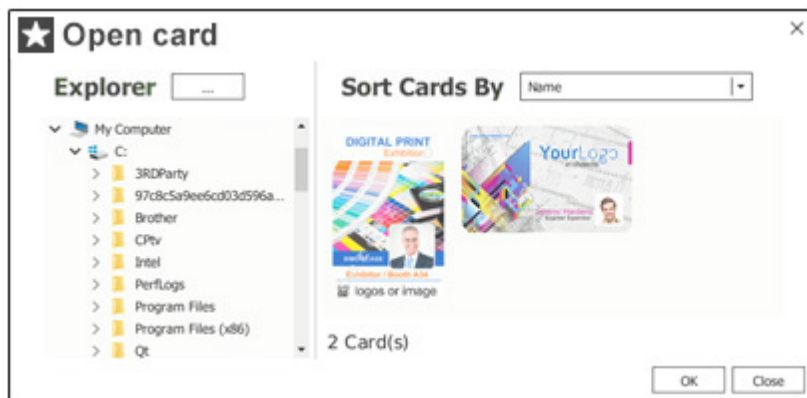 Open card
Explorer
...
My Computer
C:
3RDParty
97c8c5a9ee6cd03d596a...
Brother
CPtv
Intel
PerfLogs
Program Files
Program Files (x86)
Qt
Sort Cards By
Name
DIGITAL PRINT
Exhibition
Exhibitor / Booth A34
logos or image
YourLogo
2 Card(s)
OK
Close